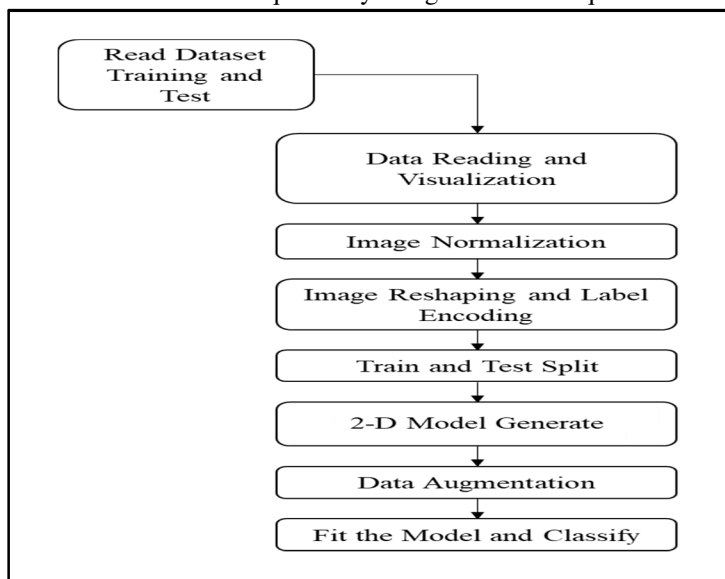 Read Dataset
Training and
Test
Data Reading and
Visualization
Image Normalization
Image Reshaping and Label
Encoding
Train and Test Split
2-D Model Generate
Data Augmentation
Fit the Model and Classify